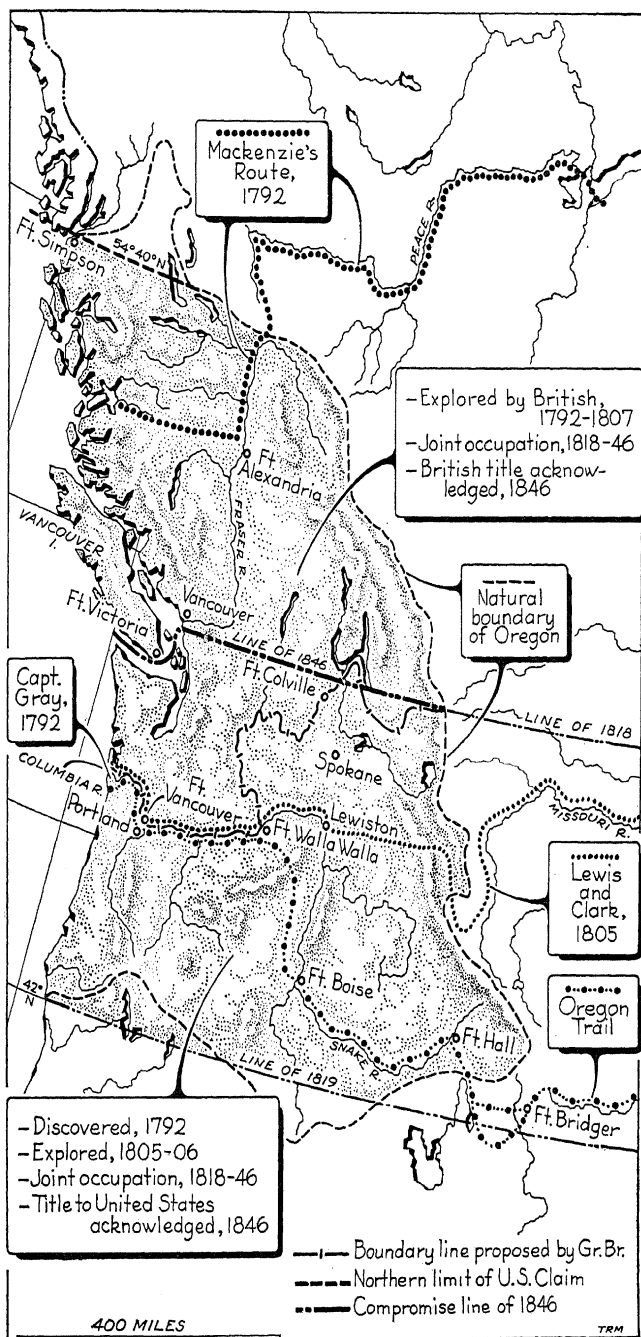 Mackenzie's
Route,
1792
PEACE R.
Ft. Simpson
54°40'N
–Explored by British,
1792-1807
–Joint occupation, 1818-46
–British title acknow-
ledged, 1846
Ft.
Alexandria
FRASER R.
VANCOUVER
I.
Vancouver
Ft. Victoria
Natural
boundary
of Oregon
LINE OF 1846
Ft. Colville
LINE OF 1818
Capt.
Gray,
1792
Spokane
COLUMBIA R.
Ft.
Vancouver
Portland
Lewiston
Ft. Walla Walla
MISSOURI R.
Lewis
and
Clark,
1805
Ft. Boise
42°
N
SNAKE R.
Ft. Hall
Oregon
Trail
LINE OF 1819
Ft. Bridger
–Discovered, 1792
–Explored, 1805-06
–Joint occupation, 1818-46
–Title to United States
acknowledged, 1846
Boundary line proposed by Gr. Br.
Northern limit of U.S. Claim
Compromise line of 1846
400 MILES
TRM